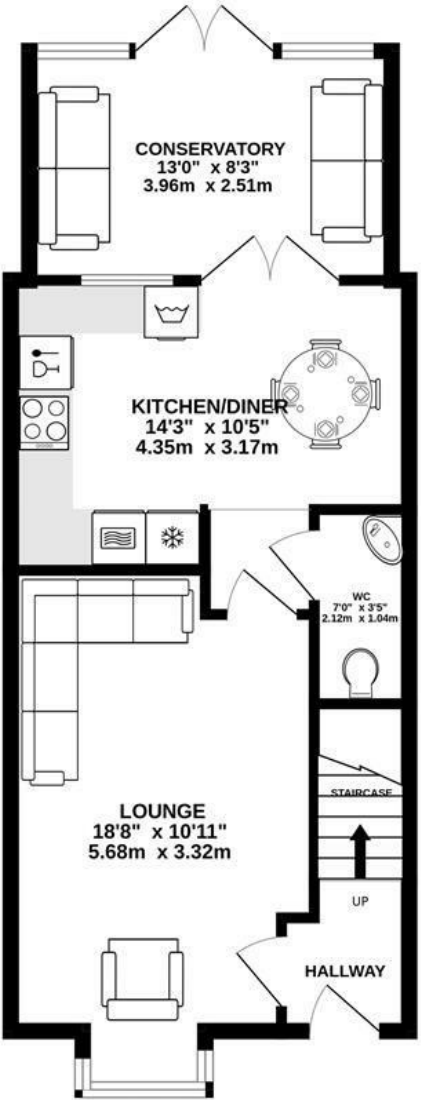 CONSERVATORY
13'0" x 8'3"
3.96m x 2.51m
KITCHEN/DINER
14'3" x 10'5"
4.35m x 3.17m
WC
7'0" x 3'5"
2.12m x 1.04m
LOUNGE
18'8" x 10'11"
5.68m x 3.32m
STAIRCASE
UP
HALLWAY